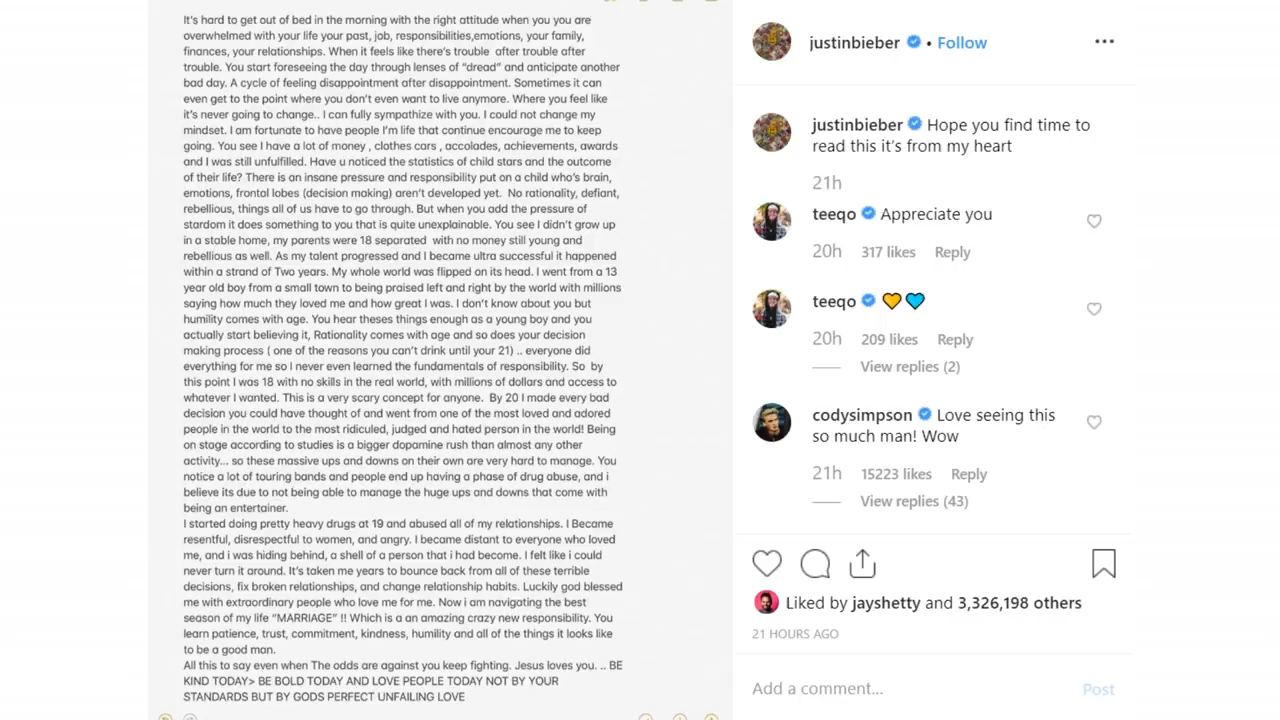 It's hard to get out of bed in the morning with the right attitude when you you are
overwhelmed with your life your past, job, responsibilities,emotions, your family,
finances, your relationships. When it feels like there's trouble  after trouble after
trouble. You start foreseeing the day through lenses of “dread” and anticipate another
bad day. A cycle of feeling disappointment after disappointment. Sometimes it can
even get to the point where you don't even want to live anymore. Where you feel like
it's never going to change.. I can fully sympathize with you. I could not change my
mindset. I am fortunate to have people I'm life that continue encourage me to keep
going. You see I have a lot of money , clothes cars , accolades, achievements, awards
and I was still unfulfilled. Have u noticed the statistics of child stars and the outcome
of their life? There is an insane pressure and responsibility put on a child who's brain,
emotions, frontal lobes (decision making) aren't developed yet.  No rationality, defiant,
rebellious, things all of us have to go through. But when you add the pressure of
stardom it does something to you that is quite unexplainable. You see I didn't grow up
in a stable home, my parents were 18 separated  with no money still young and
rebellious as well. As my talent progressed and I became ultra successful it happened
within a strand of Two years. My whole world was flipped on its head. I went from a 13
year old boy from a small town to being praised left and right by the world with millions
saying how much they loved me and how great I was. I don't know about you but
humility comes with age. You hear theses things enough as a young boy and you
actually start believing it, Rationality comes with age and so does your decision
making process ( one of the reasons you can't drink until your 21) .. everyone did
everything for me so I never even learned the fundamentals of responsibility. So  by
this point I was 18 with no skills in the real world, with millions of dollars and access to
whatever I wanted. This is a very scary concept for anyone.  By 20 I made every bad
decision you could have thought of and went from one of the most loved and adored
people in the world to the most ridiculed, judged and hated person in the world! Being
on stage according to studies is a bigger dopamine rush than almost any other
activity... so these massive ups and downs on their own are very hard to manage. You
notice a lot of touring bands and people end up having a phase of drug abuse, and i
believe its due to not being able to manage the huge ups and downs that come with
being an entertainer.
I started doing pretty heavy drugs at 19 and abused all of my relationships. I Became
resentful, disrespectful to women, and angry. I became distant to everyone who loved
me, and i was hiding behind, a shell of a person that i had become. I felt like i could
never turn it around. It's taken me years to bounce back from all of these terrible
decisions, fix broken relationships, and change relationship habits. Luckily god blessed
me with extraordinary people who love me for me. Now i am navigating the best
season of my life “MARRIAGE” !! Which is a an amazing crazy new responsibility. You
learn patience, trust, commitment, kindness, humility and all of the things it looks like
to be a good man.
All this to say even when The odds are against you keep fighting. Jesus loves you. .. BE
KIND TODAY> BE BOLD TODAY AND LOVE PEOPLE TODAY NOT BY YOUR
STANDARDS BUT BY GODS PERFECT UNFAILING LOVE
justinbieber • Follow
justinbieber Hope you find time to
read this it's from my heart
21h
teeqo Appreciate you
20h 317 likes Reply
teeqo 💛💙
20h 209 likes Reply
View replies (2)
codysimpson Love seeing this
so much man! Wow
21h 15223 likes Reply
View replies (43)
Liked by jayshetty and 3,326,198 others
21 HOURS AGO
Add a comment... Post